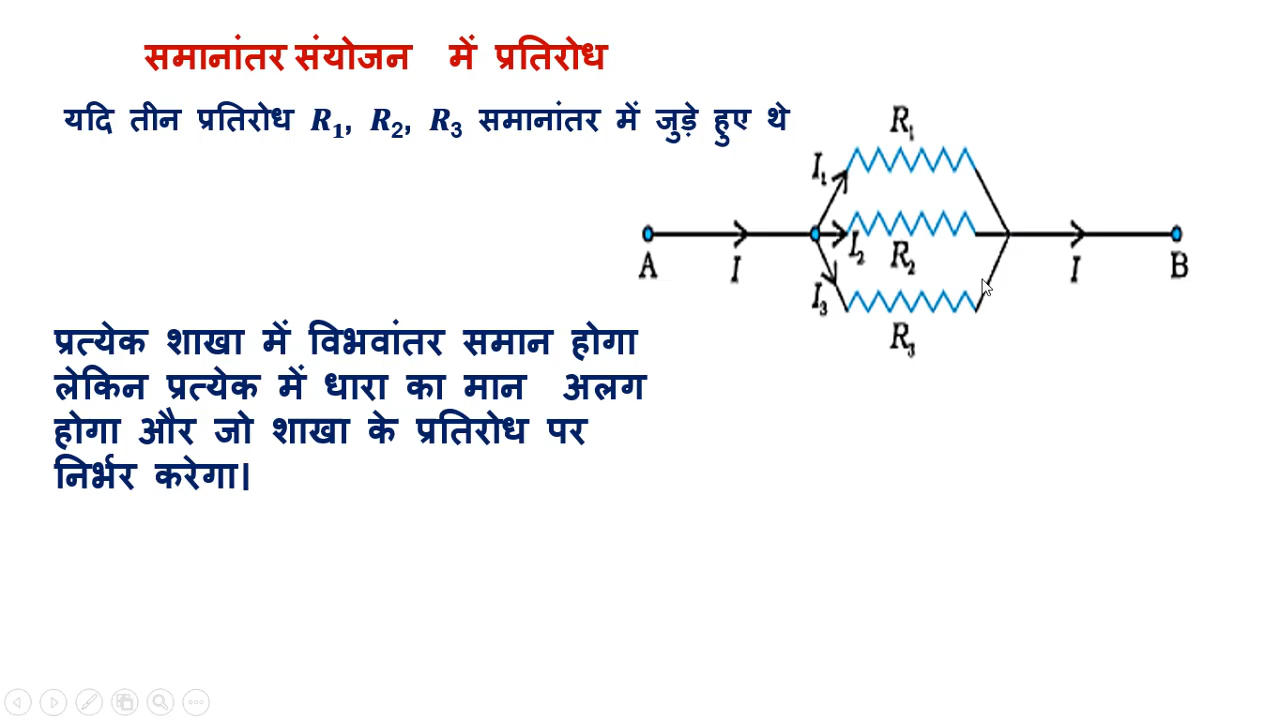 समानांतर संयोजन में प्रतिरोध
यदि तीन प्रतिरोध R₁, R₂, R₃ समानांतर में जुड़े हुए थे
R₁
I₁
I₂
R₂
A
I
I
B
I₃
R₃
प्रत्येक शाखा में विभवांतर समान होगा
लेकिन प्रत्येक में धारा का मान अलग
होगा और जो शाखा के प्रतिरोध पर
निर्भर करेगा।